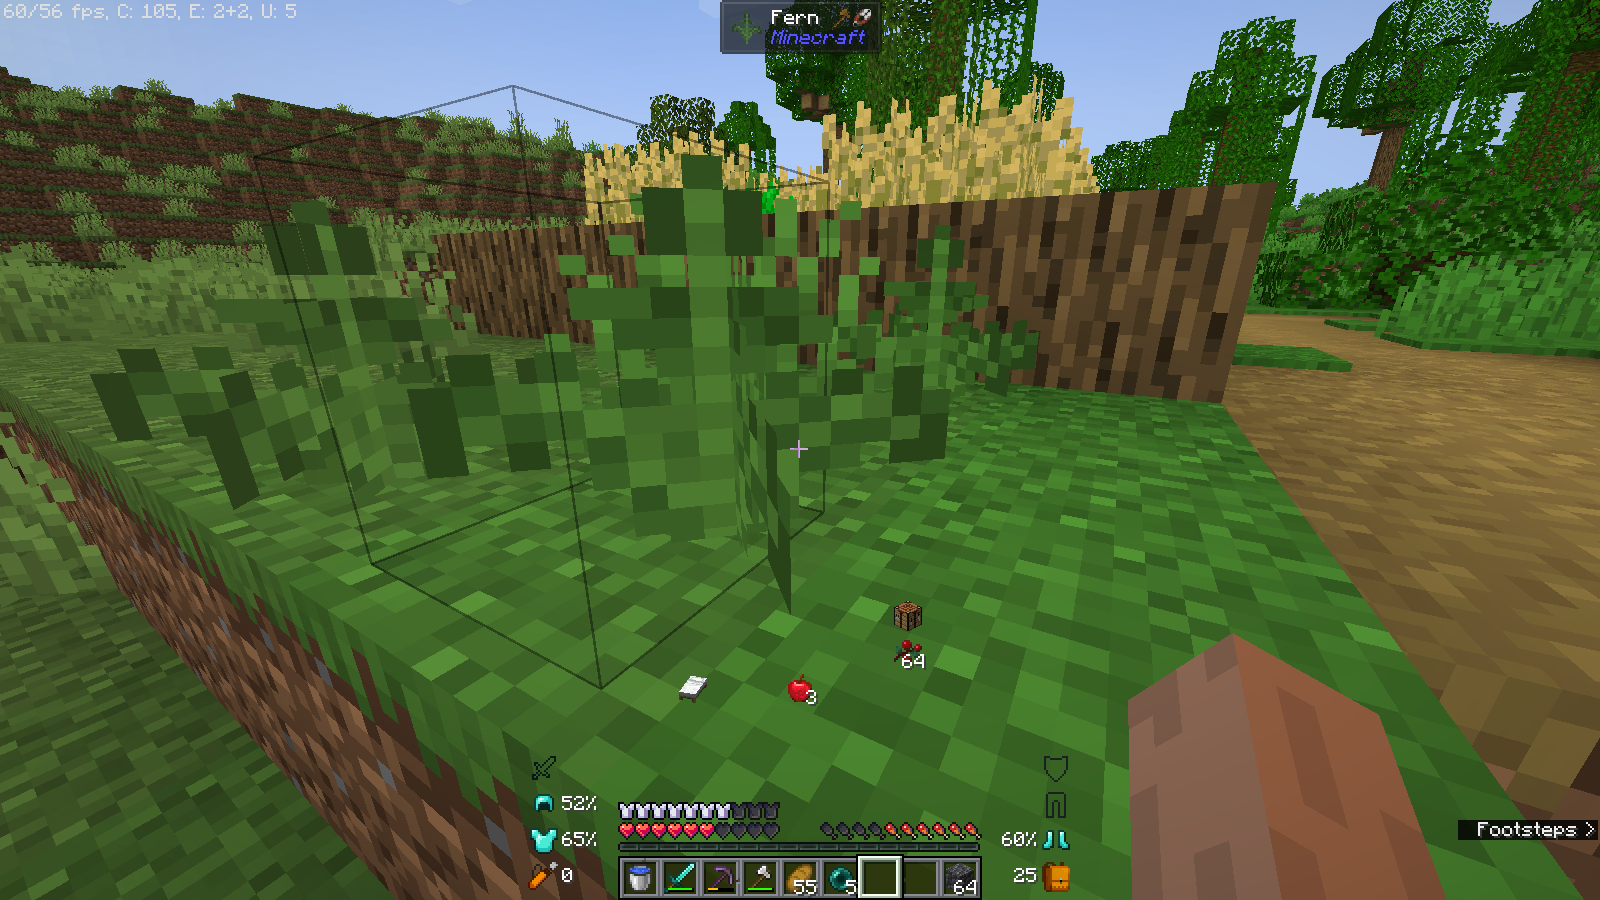 60/56 fps, C: 105, E: 2+2, U: 5
Fern
Minecraft
64
3
52%
65%
0
60%
25
Footsteps >
55
5
64